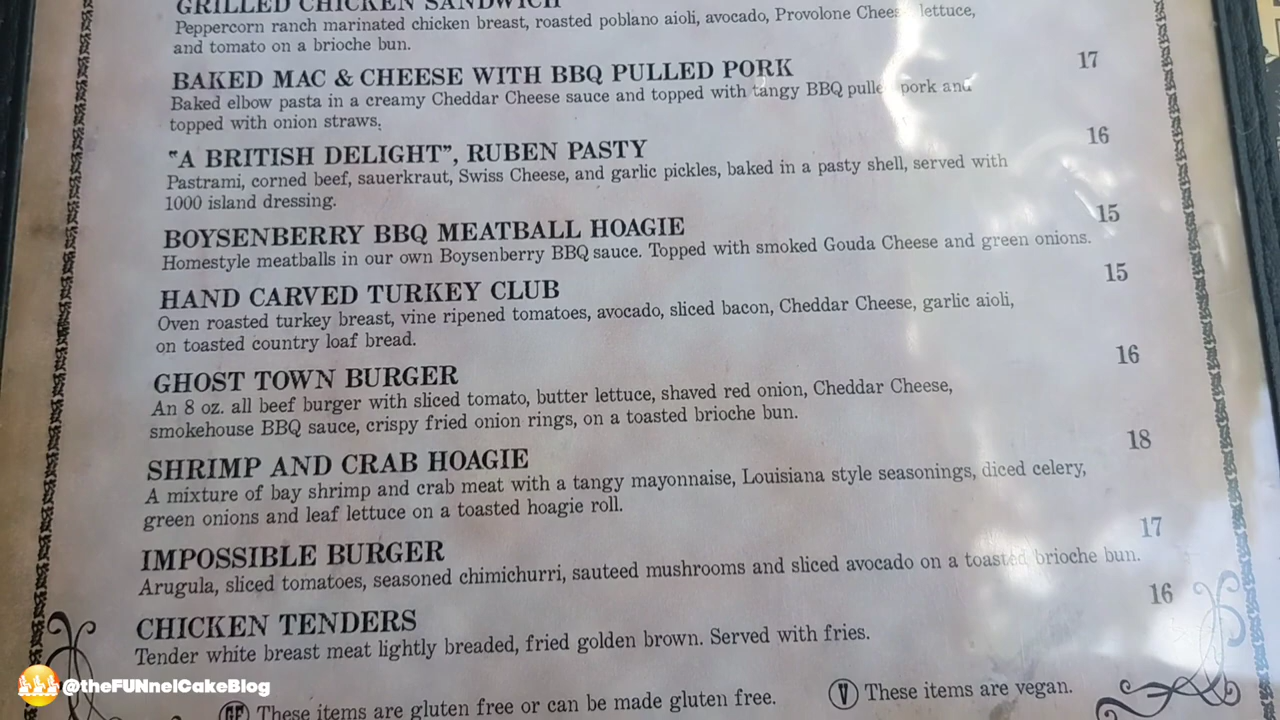 GRILLED CHICKEN SANDWICH
Peppercorn ranch marinated chicken breast, roasted poblano aioli, avocado, Provolone Chees lettuce,
and tomato on a brioche bun.
BAKED MAC & CHEESE WITH BBQ PULLED PORK 17
Baked elbow pasta in a creamy Cheddar Cheese sauce and topped with tangy BBQ pulle pork and
topped with onion straws.
"A BRITISH DELIGHT", RUBEN PASTY 16
Pastrami, corned beef, sauerkraut, Swiss Cheese, and garlic pickles, baked in a pasty shell, served with
1000 island dressing.
BOYSENBERRY BBQ MEATBALL HOAGIE 15
Homestyle meatballs in our own Boysenberry BBQ sauce. Topped with smoked Gouda Cheese and green onions.
HAND CARVED TURKEY CLUB 15
Oven roasted turkey breast, vine ripened tomatoes, avocado, sliced bacon, Cheddar Cheese, garlic aioli,
on toasted country loaf bread.
GHOST TOWN BURGER 16
An 8 oz. all beef burger with sliced tomato, butter lettuce, shaved red onion, Cheddar Cheese,
smokehouse BBQ sauce, crispy fried onion rings, on a toasted brioche bun.
SHRIMP AND CRAB HOAGIE 18
A mixture of bay shrimp and crab meat with a tangy mayonnaise, Louisiana style seasonings, diced celery,
green onions and leaf lettuce on a toasted hoagie roll.
IMPOSSIBLE BURGER 17
Arugula, sliced tomatoes, seasoned chimichurri, sauteed mushrooms and sliced avocado on a toasted brioche bun.
CHICKEN TENDERS 16
Tender white breast meat lightly breaded, fried golden brown. Served with fries.
GF These items are gluten free or can be made gluten free. V These items are vegan.
@theFUNnelCakeBlog